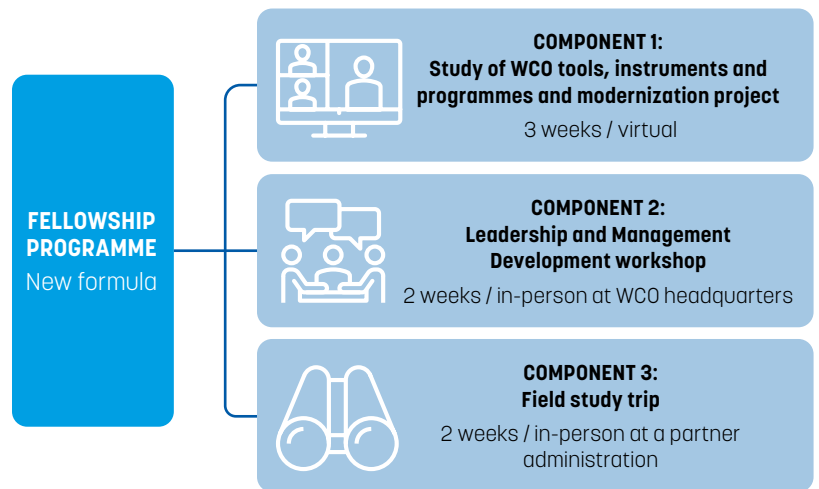 FELLOWSHIP
PROGRAMME
New formula
COMPONENT 1:
Study of WCO tools, instruments and
programmes and modernization project
3 weeks / virtual
COMPONENT 2:
Leadership and Management
Development workshop
2 weeks / in-person at WCO headquarters
COMPONENT 3:
Field study trip
2 weeks / in-person at a partner
administration